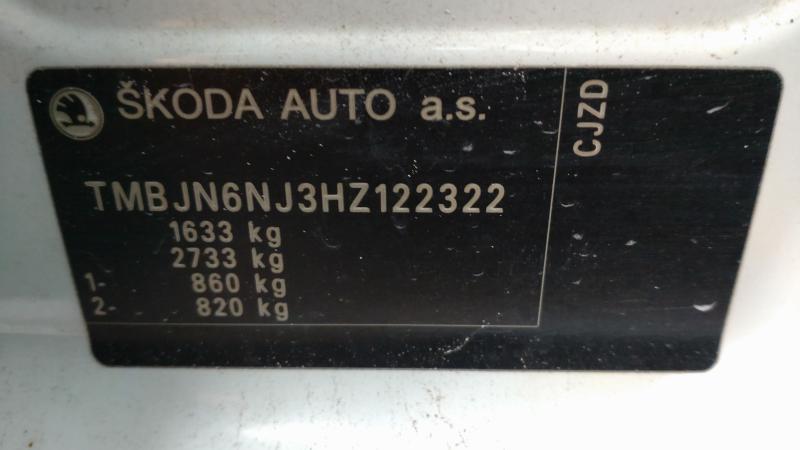 ŠKODA AUTO a.s.
CJZD
TMBJN6NJ3HZ122322
1633 kg
2733 kg
1- 860 kg
2- 820 kg